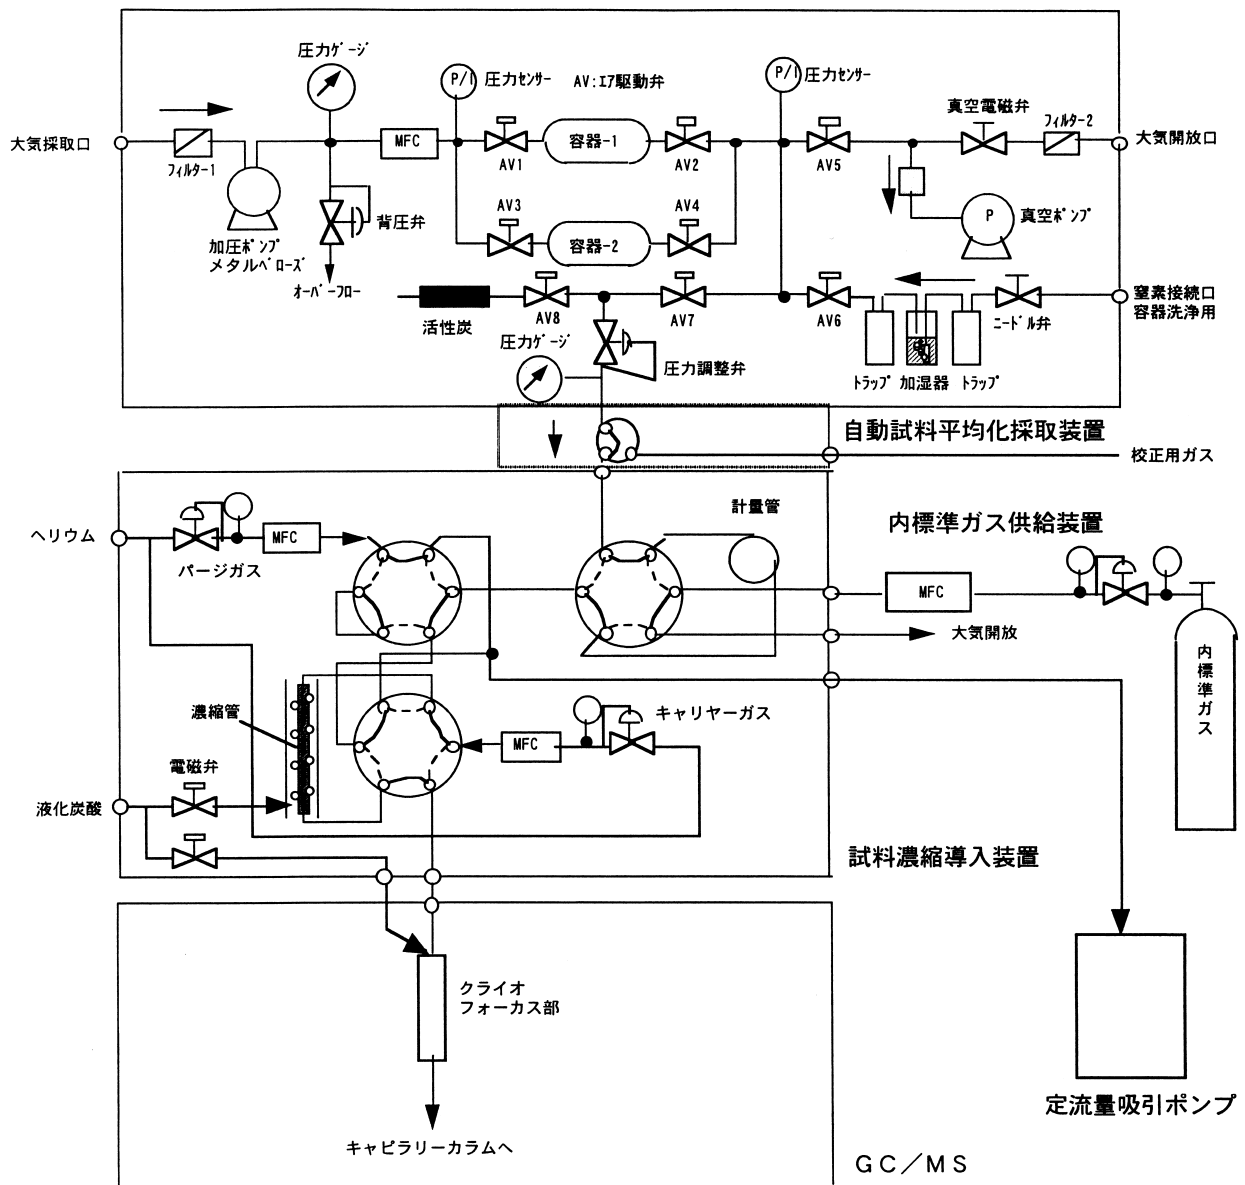 圧力ゲージ
P/I
圧力センサー
AV:エア駆動弁
P/I
圧力センサー
真空電磁弁
フィルター2
大気採取口
フィルター1
MFC
AV1
容器-1
AV2
AV5
大気開放口
加圧ポンプ
メタルベローズ
背圧弁
オーバーフロー
AV3
容器-2
AV4
P
真空ポンプ
活性炭
AV8
AV7
AV6
ニードル弁
窒素接続口
容器洗浄用
圧力ゲージ
圧力調整弁
トラップ
加湿器
トラップ
自動試料平均化採取装置
校正用ガス
ヘリウム
パージガス
MFC
計量管
内標準ガス供給装置
MFC
大気開放
内標準ガス
濃縮管
電磁弁
液化炭酸
MFC
キャリヤーガス
試料濃縮導入装置
クライオ
フォーカス部
キャピラリーカラムへ
定流量吸引ポンプ
GC/MS